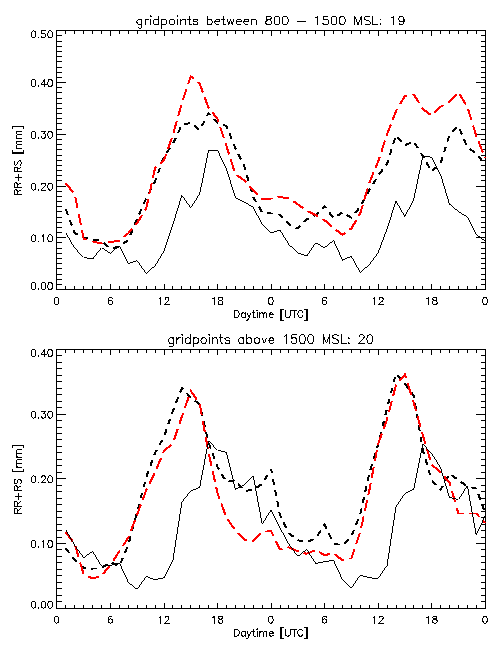 gridpoints between 800 – 1500 MSL: 19
0.50
0.40
0.30
0.20
0.10
0.00
RR+RS [mm]
0 6 12 18 0 6 12 18 0
Daytime [UTC]
gridpoints above 1500 MSL: 20
0.40
0.30
0.20
0.10
0.00
RR+RS [mm]
0 6 12 18 0 6 12 18 0
Daytime [UTC]